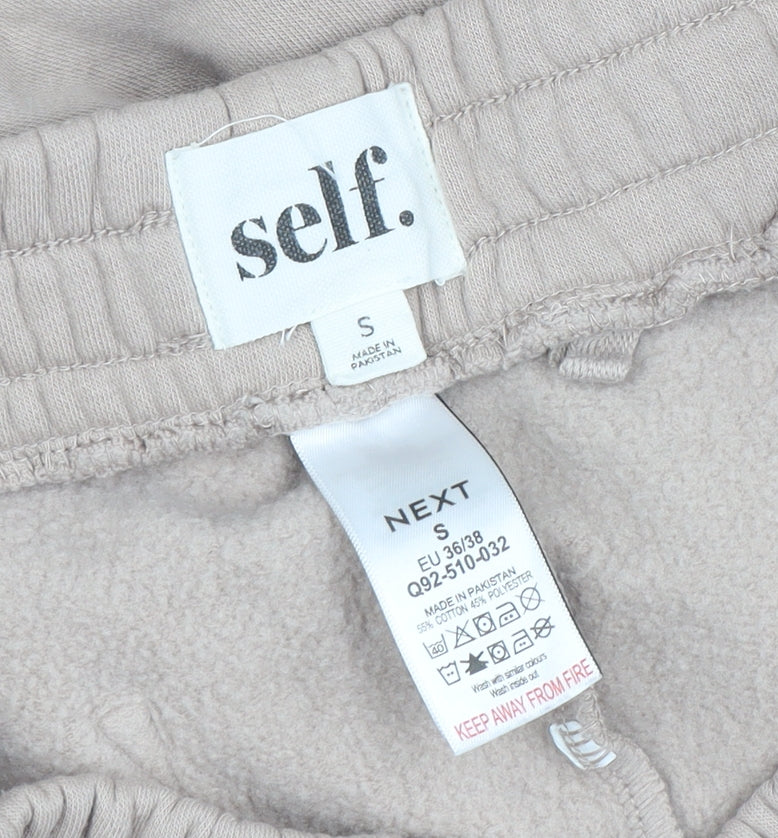 self.
S
MADE IN
PAKISTAN
NEXT
S
EU 36/38
Q92-510-032
MADE IN PAKISTAN
55% COTTON 45% POLYESTER
40
Wash with similar colours
Wash inside out
KEEP AWAY FROM FIRE